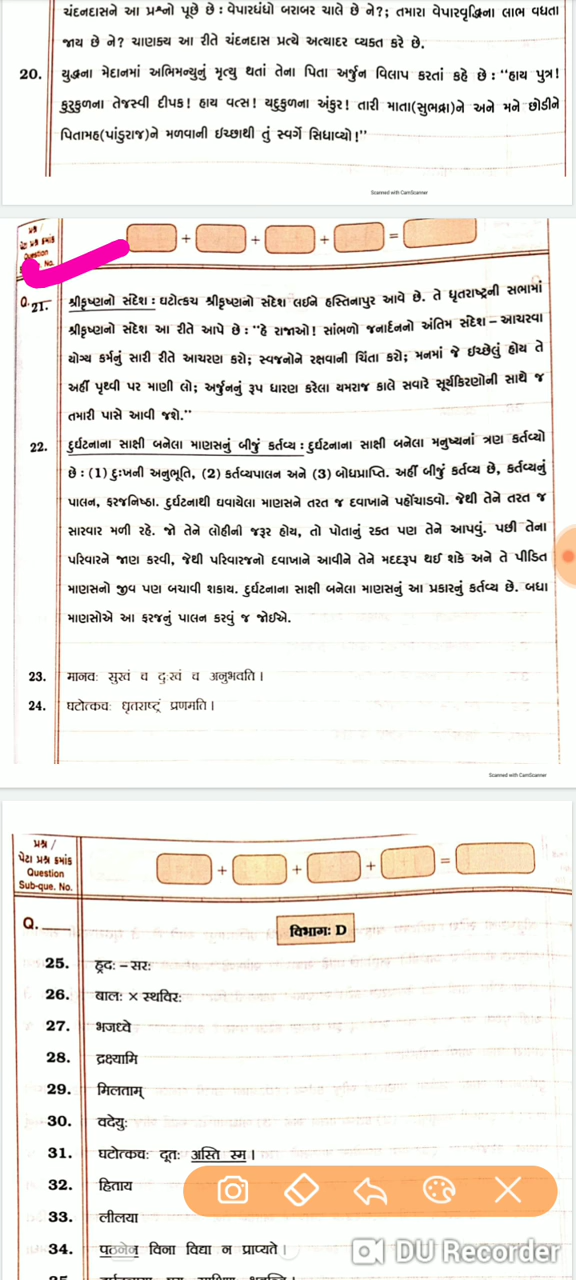 ચંદનદાસને આ પ્રશ્નો પૂછે છે : વેપારધંધો બરાબર ચાલે છે ને?; તમારા વેપારવૃદ્ધિના લાભ વધતા
જાય છે ને? ચાણક્ય આ રીતે ચંદનદાસ પ્રત્યે અત્યાદર વ્યક્ત કરે છે.
20. યુદ્ધના મેદાનમાં અભિમન્યુનું મૃત્યુ થતાં તેના પિતા અર્જુન વિલાપ કરતાં કહે છે : "હાય પુત્ર!
કુરુકુળના તેજસ્વી દીપક! હાય વત્સ! યદુકુળના અંકુર! તારી માતા(સુભદ્રા)ને અને મને છોડીને
પિતામહ(પાંડુરાજ)ને મળવાની ઇચ્છાથી તું સ્વર્ગે સિધાવ્યો!"
Scanned with CamScanner
પ્રશ્ન /
પેટા પ્રશ્ન ક્રમાંક
Question
No.
+ + + =
Q.
21. શ્રીકૃષ્ણનો સંદેશ : ઘટોત્કચ શ્રીકૃષ્ણનો સંદેશ લઈને હસ્તિનાપુર આવે છે. તે ધૃતરાષ્ટ્રની સભામાં
શ્રીકૃષ્ણનો સંદેશ આ રીતે આપે છે : "હે રાજાઓ! સાંભળો જનાર્દનનો અંતિમ સંદેશ – આચરવા
યોગ્ય કર્મનું સારી રીતે આચરણ કરો; સ્વજનોને રક્ષવાની ચિંતા કરો; મનમાં જે ઇચ્છેલું હોય તે
અહીં પૃથ્વી પર માણી લો; અર્જુનનું રૂપ ધારણ કરેલા યમરાજ કાલે સવારે સૂર્યકિરણોની સાથે જ
તમારી પાસે આવી જશે."
22. દુર્ઘટનાના સાક્ષી બનેલા માણસનું બીજું કર્તવ્ય : દુર્ઘટનાના સાક્ષી બનેલા મનુષ્યનાં ત્રણ કર્તવ્યો
છે : (1) દુઃખની અનુભૂતિ, (2) કર્તવ્યપાલન અને (3) બોધપ્રાપ્તિ. અહીં બીજું કર્તવ્ય છે, કર્તવ્યનું
પાલન, ફરજનિષ્ઠા. દુર્ઘટનાથી ઘવાયેલા માણસને તરત જ દવાખાને પહોંચાડવો. જેથી તેને તરત જ
સારવાર મળી રહે. જો તેને લોહીની જરૂર હોય, તો પોતાનું રક્ત પણ તેને આપવું. પછી તેના
પરિવારને જાણ કરવી, જેથી પરિવારજનો દવાખાને આવીને તેને મદદરૂપ થઈ શકે અને તે પીડિત
માણસનો જીવ પણ બચાવી શકાય. દુર્ઘટનાના સાક્ષી બનેલા માણસનું આ પ્રકારનું કર્તવ્ય છે. બધા
માણસોએ આ ફરજનું પાલન કરવું જ જોઈએ.
23. मानवः सुखं च दुःखं च अनुभवति।
24. घटोत्कचः धृतराष्ट्रं प्रणमति।
Scanned with CamScanner
પ્રશ્ન /
પેટા પ્રશ્ન ક્રમાંક
Question
Sub-que. No.
+ + + =
Q. ____
विभागः D
25. ह्रदः – सरः
26. बालः × स्थविरः
27. भजध्वे
28. द्रक्ष्यामि
29. मिलताम्
30. वदेयुः
31. घटोत्कचः दूतः अस्ति स्म।
32. हिताय
33. लीलया
34. पठनेन विना विद्या न प्राप्यते।
DU Recorder